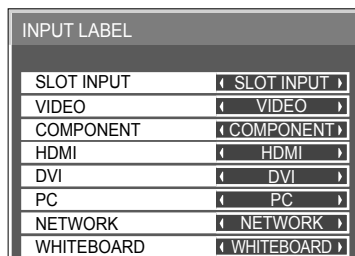 INPUT LABEL
SLOT INPUT SLOT INPUT
VIDEO VIDEO
COMPONENT COMPONENT
HDMI HDMI
DVI DVI
PC PC
NETWORK NETWORK
WHITEBOARD WHITEBOARD